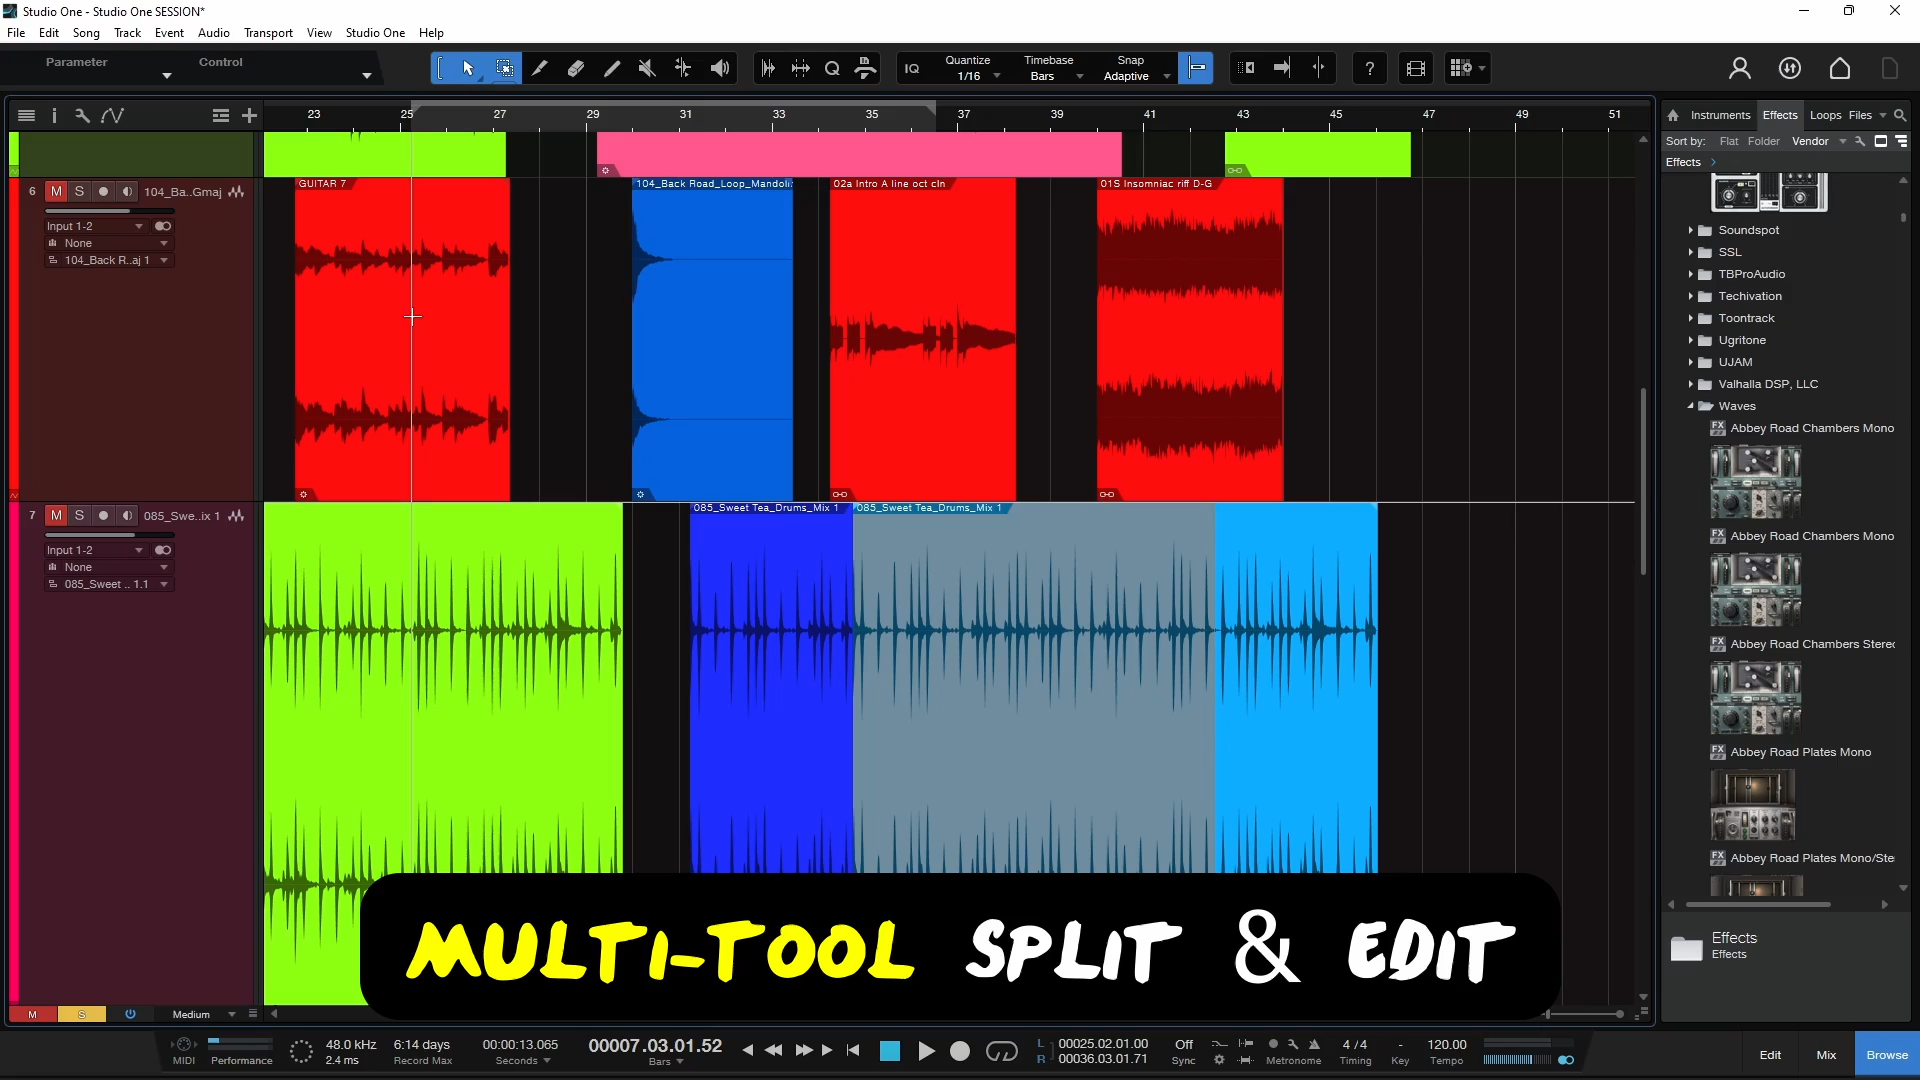 Studio One - Studio One SESSION*
File Edit Song Track Event Audio Transport View Studio One Help
Parameter Control
IQ Quantize 1/16 Timebase Bars Snap Adaptive ?
23 25 27 29 31 33 35 37 39 41 43 45 47 49 51
Instruments Effects Loops Files
Sort by: Flat Folder Vendor
Effects
6 M S 104_Ba..Gmaj
Input 1-2
None
104_Back R..aj 1
GUITAR 7
104_Back Road_Loop_Mandoli
02a Intro A line oct cln
01S Insomniac riff D-G
7 M S 085_Swe..ix 1
Input 1-2
None
085_Sweet .. 1.1
085_Sweet Tea_Drums_Mix 1
085_Sweet Tea_Drums_Mix 1
Soundspot
SSL
TBProAudio
Techivation
Toontrack
Ugritone
UJAM
Valhalla DSP, LLC
Waves
FX Abbey Road Chambers Mono
FX Abbey Road Chambers Mono
FX Abbey Road Chambers Stereo
FX Abbey Road Plates Mono
FX Abbey Road Plates Mono/Ste
Effects
Effects
MULTI-TOOL SPLIT & EDIT
M S Medium
MIDI Performance
48.0 kHz
2.4 ms
6:14 days
Record Max
00:00:13.065
Seconds
00007.03.01.52
Bars
L 00025.02.01.00
R 00036.03.01.71
Off
Sync
Metronome
4 / 4
Timing
-
Key
120.00
Tempo
Edit Mix Browse